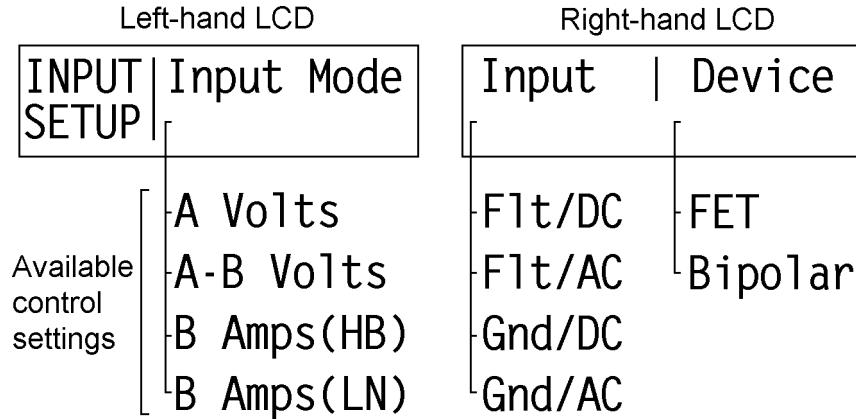 Left-hand LCD
Right-hand LCD
INPUT | Input Mode
SETUP |
Input | Device
A Volts
A-B Volts
B Amps(HB)
B Amps(LN)
Available
control
settings
Flt/DC
Flt/AC
Gnd/DC
Gnd/AC
FET
Bipolar